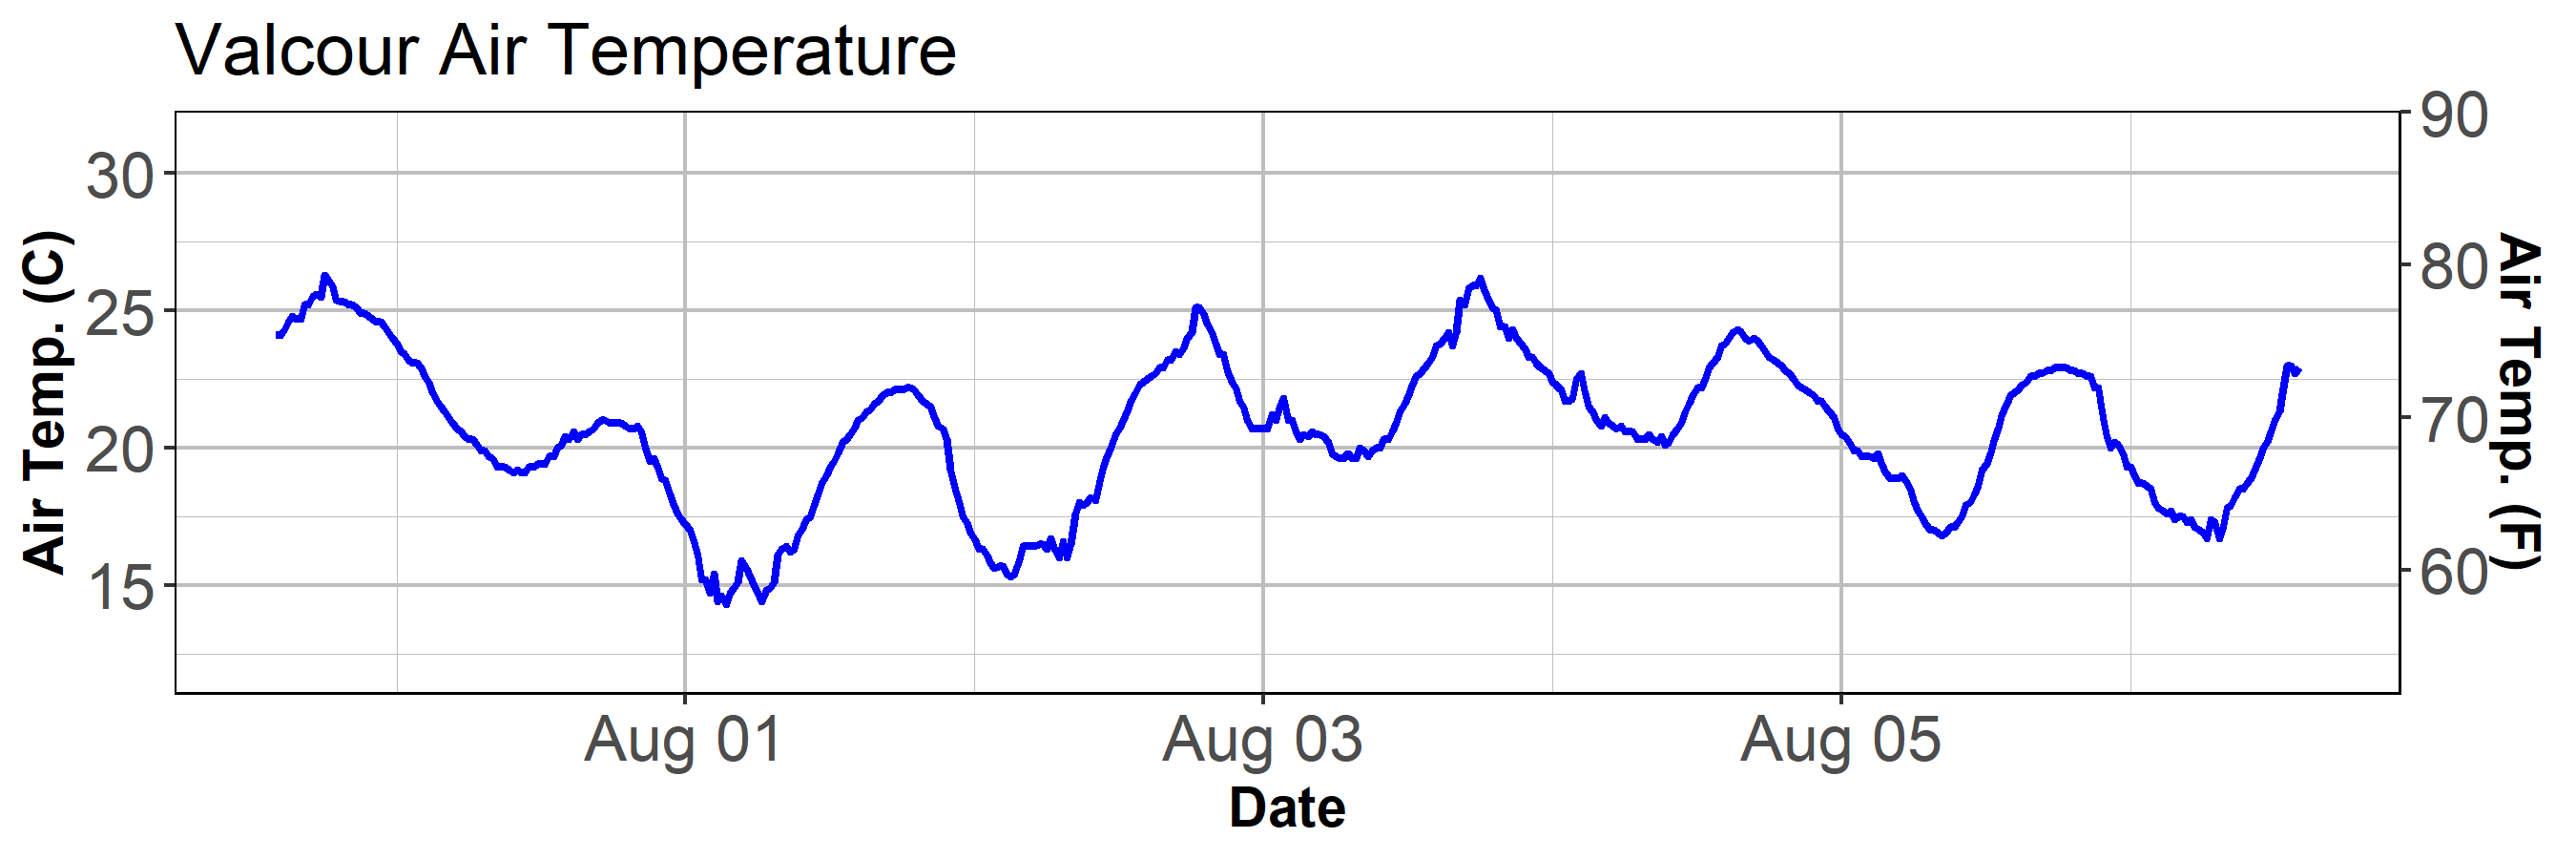 Valcour Air Temperature
Air Temp. (C)
30
25
20
15
90
80
70
60
Air Temp. (F)
Aug 01
Aug 03
Aug 05
Date